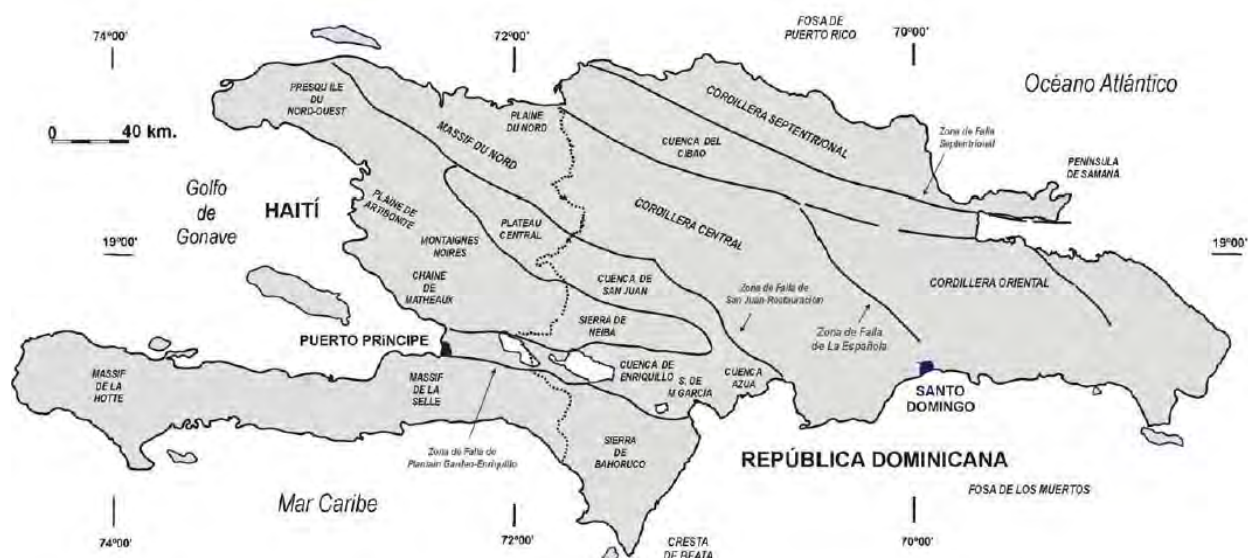 FOSA DE
PUERTO RICO
74°00'
72°00'
70°00'
Océano Atlántico
PRESQU'ILE
DU
NORD-OUEST
0 40 km.
PLAINE
DU NORD
MASSIF DU NORD
CORDILLERA SEPTENTRIONAL
CUENCA DEL
CIBAO
Zona de Falla
Septentrional
PENÍNSULA
DE SAMANÁ
Golfo
de
Gonave
HAITÍ
PLAINE DE
ARTIBONITE
PLATEAU
CENTRAL
MONTAIGNES
NOIRES
CORDILLERA CENTRAL
19°00'
19°00'
CHAINE
DE
MATHEAUX
CUENCA DE
SAN JUAN
Zona de Falla de
San Juan-Restauración
CORDILLERA ORIENTAL
SIERRA DE
NEIBA
Zona de Falla
de La Española
PUERTO PRíNCIPE
CUENCA DE
ENRIQUILLO
S. DE
M.GARCÍA
CUENCA
AZUA
MASSIF
DE LA
HOTTE
MASSIF
DE LA
SELLE
SANTO
DOMINGO
Zona de Falla de
Plantain Garden-Enriquillo
SIERRA
DE
BAHORUCO
REPÚBLICA DOMINICANA
FOSA DE LOS MUERTOS
Mar Caribe
74°00'
72°00'
70°00'
CRESTA
DE BEATA